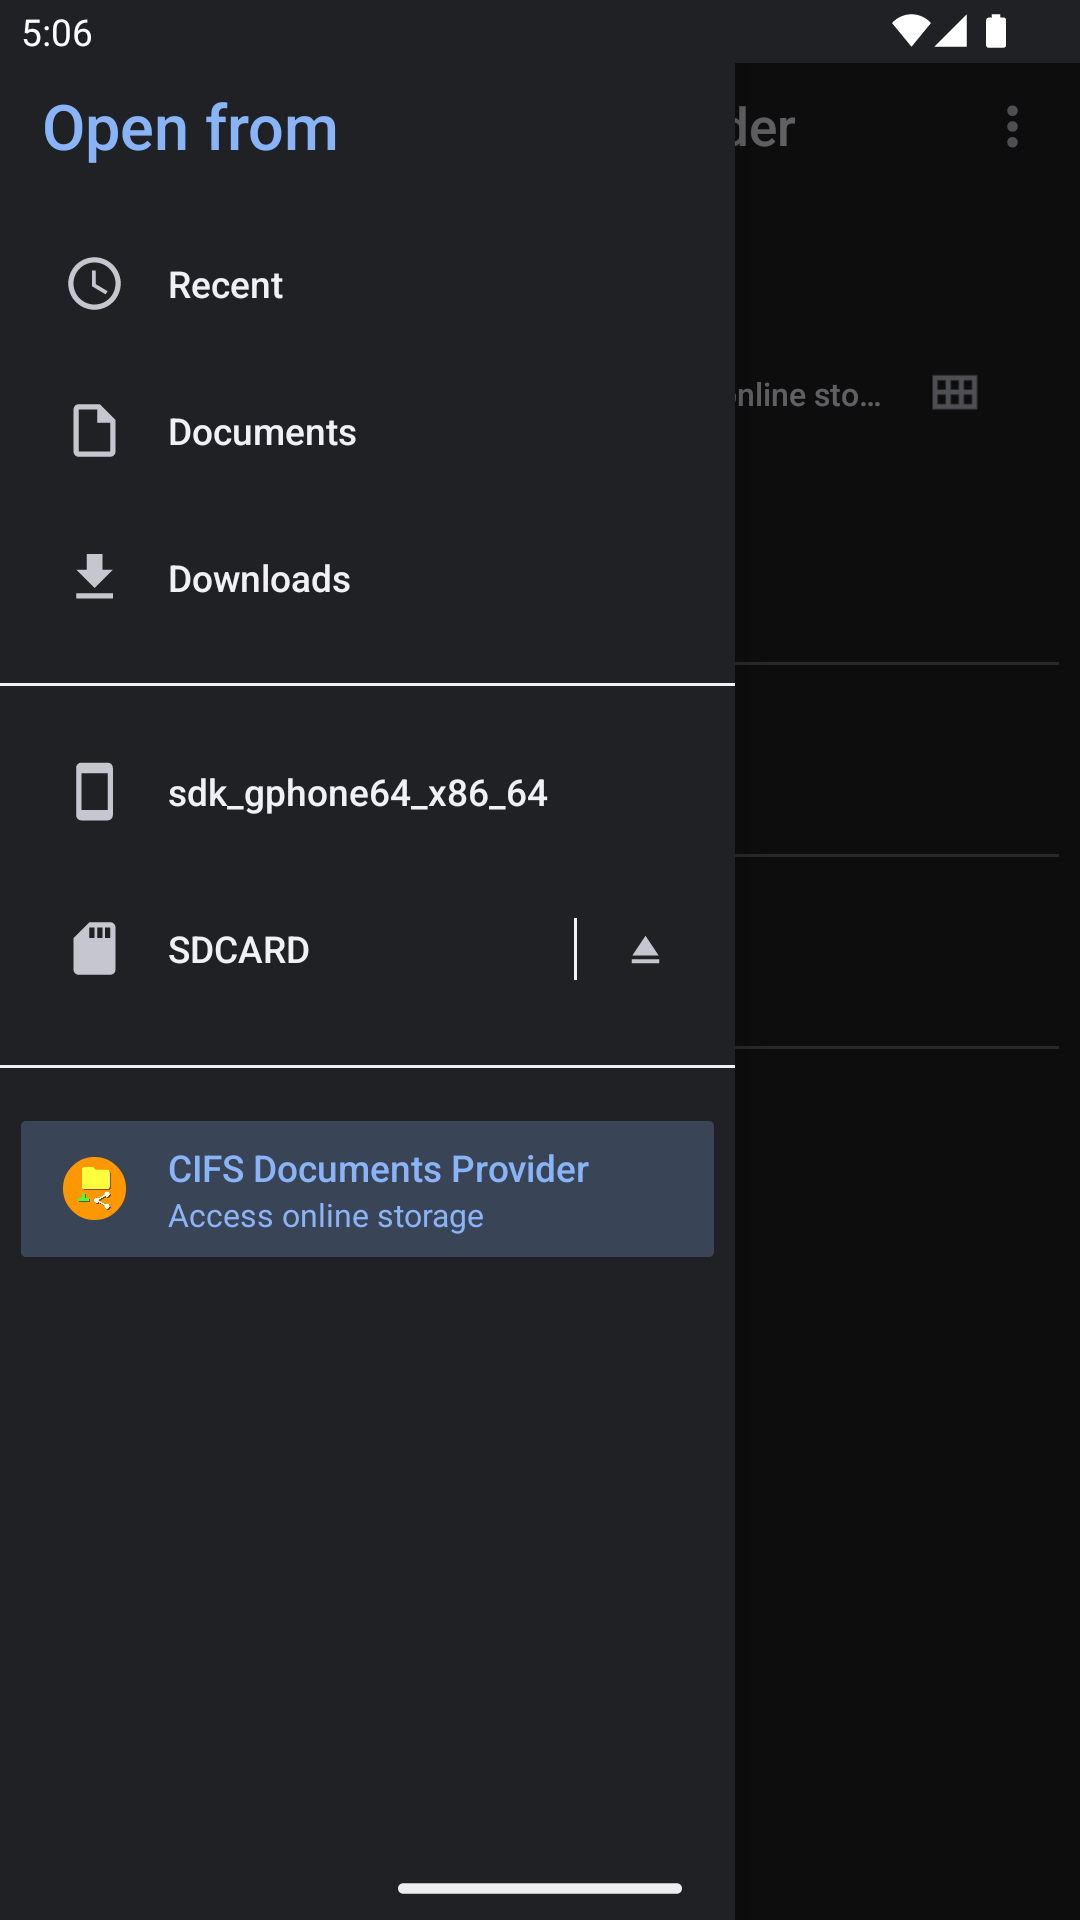 5:06
Open from
der
Recent
nline sto…
Documents
Downloads
sdk_gphone64_x86_64
SDCARD
CIFS Documents Provider
Access online storage